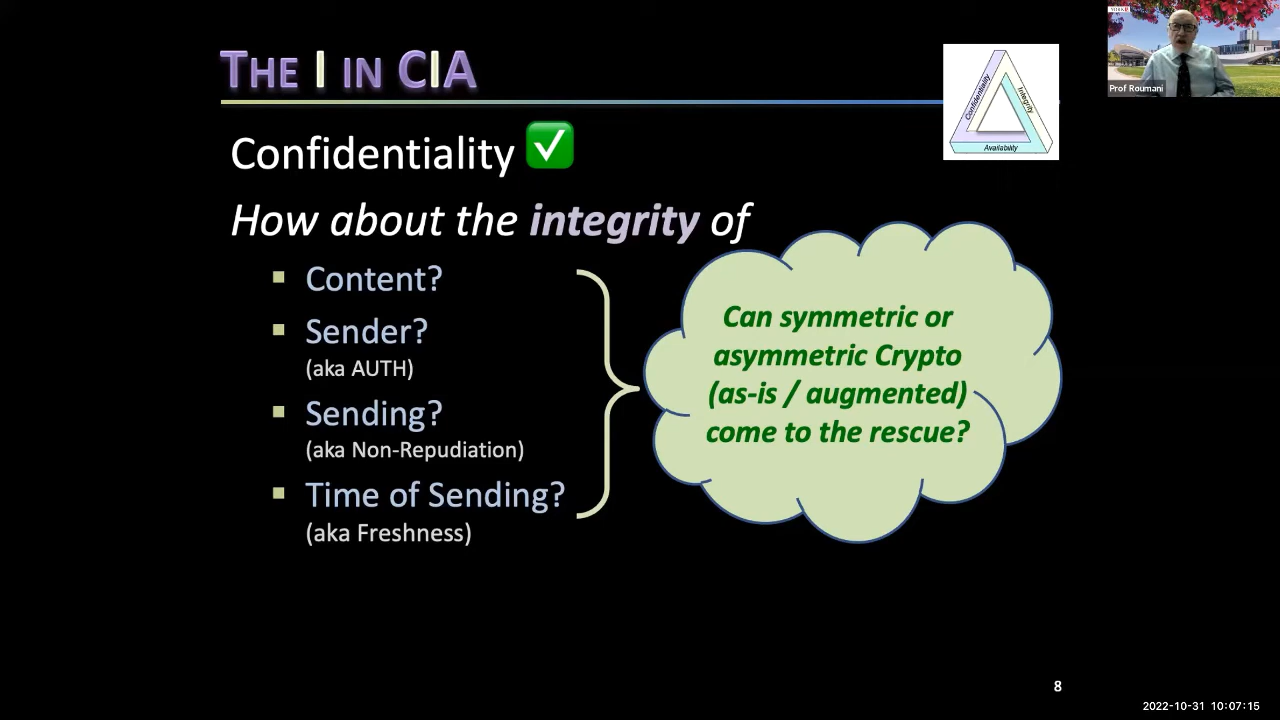 THE I IN CIA
Confidentiality
Integrity
Availability
Prof Roumani
Confidentiality ✅
How about the integrity of
▪ Content?
▪ Sender?
(aka AUTH)
▪ Sending?
(aka Non-Repudiation)
▪ Time of Sending?
(aka Freshness)
Can symmetric or
asymmetric Crypto
(as-is / augmented)
come to the rescue?
8
2022-10-31 10:07:15